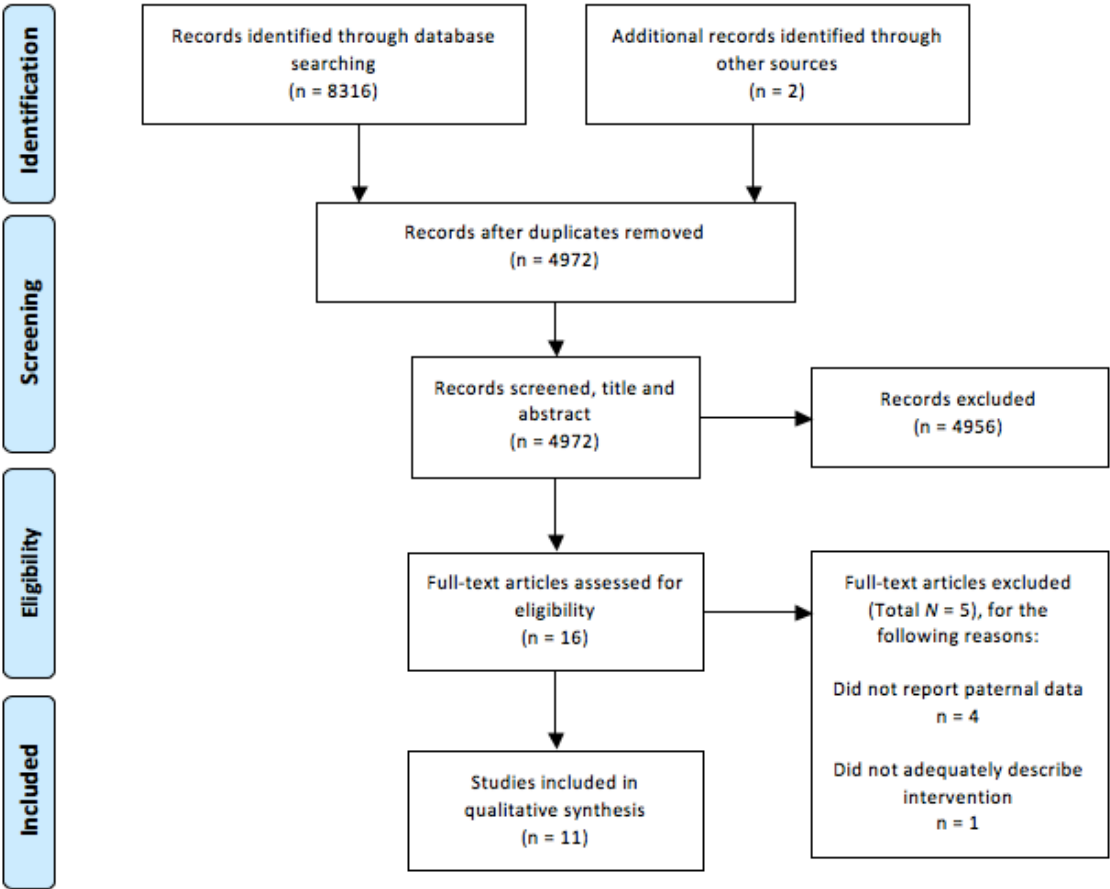 Identification
Records identified through database
searching
(n = 8316)
Additional records identified through
other sources
(n = 2)
Screening
Records after duplicates removed
(n = 4972)
Records screened, title and
abstract
(n = 4972)
Records excluded
(n = 4956)
Eligibility
Full-text articles assessed for
eligibility
(n = 16)
Full-text articles excluded
(Total N = 5), for the
following reasons:
Did not report paternal data
n = 4
Did not adequately describe
intervention
n = 1
Included
Studies included in
qualitative synthesis
(n = 11)